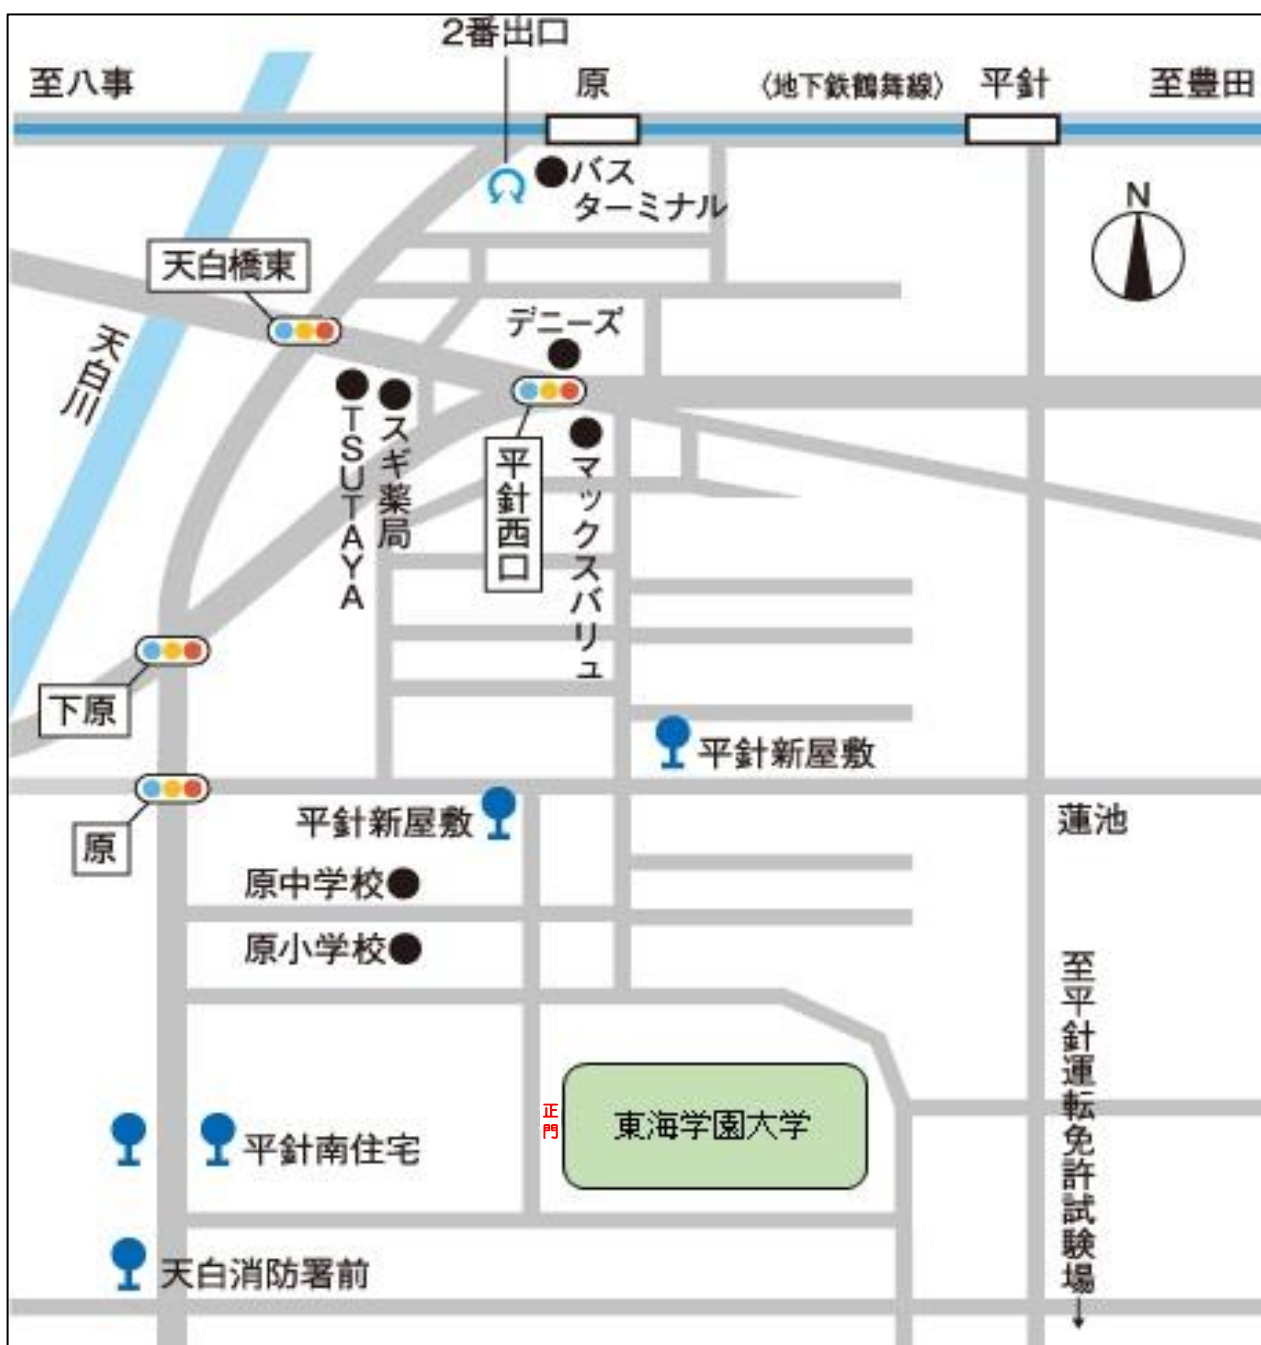 2番出口
至八事
原
〈地下鉄鶴舞線〉
平針
至豊田
バス
ターミナル
N
天白橋東
デニーズ
天白川
TSUTAYA
スギ薬局
平針西口
マックスバリュ
下原
平針新屋敷
原
平針新屋敷
蓮池
原中学校
原小学校
至平針運転免許試験場→
正門
東海学園大学
平針南住宅
天白消防署前